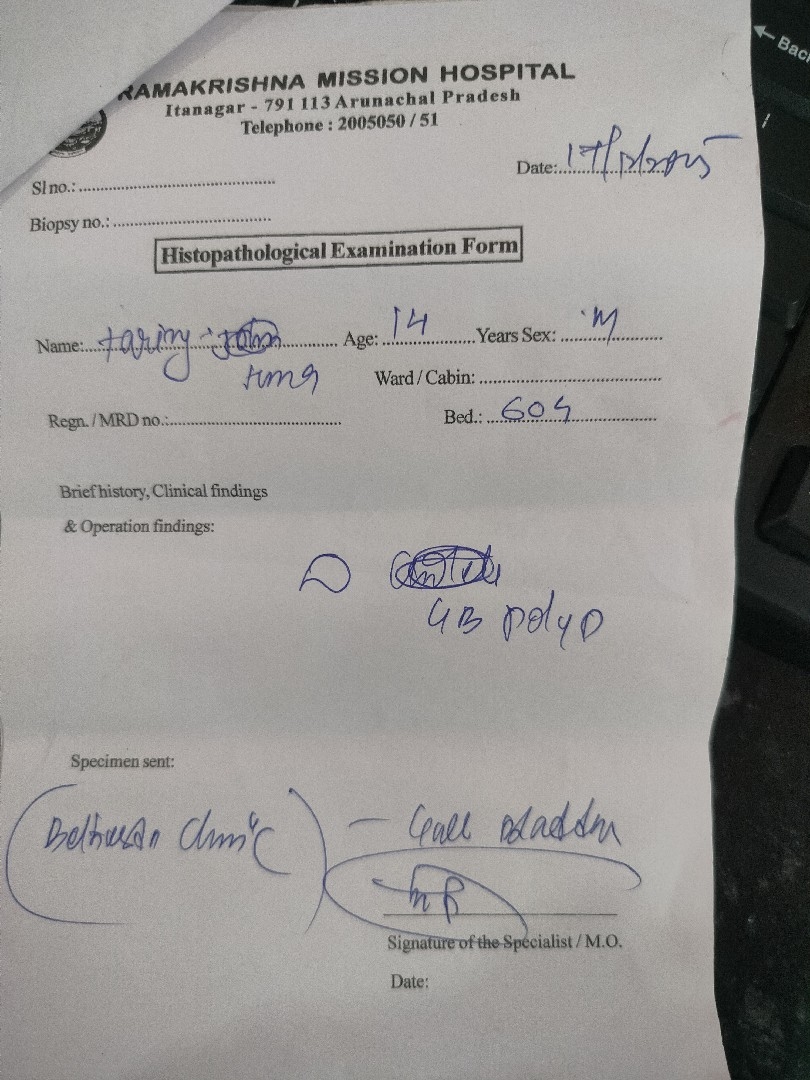 RAMAKRISHNA MISSION HOSPITAL
Itanagar - 791 113 Arunachal Pradesh
Telephone : 2005050 / 51
Back
Date:
Sl no.:
Biopsy no.:
Histopathological Examination Form
Name: Age: 14 Years Sex: M
Ward / Cabin:
Regn. / MRD no.: Bed.:
Brief history, Clinical findings
& Operation findings:
GB polyp
Specimen sent:
Clinic - Gall bladder
Signature of the Specialist / M.O.
Date: